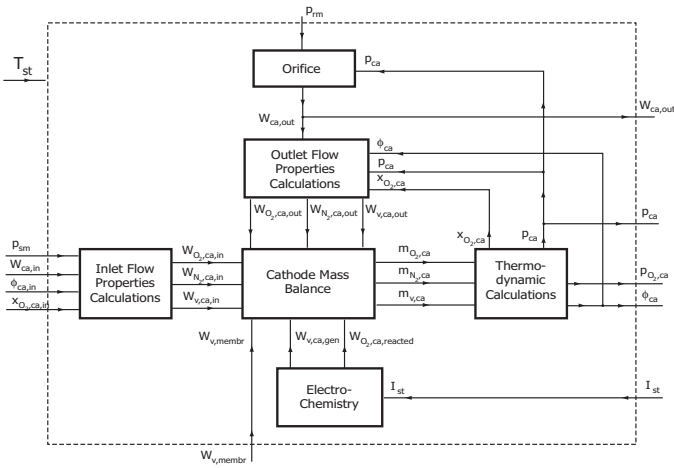 p_rm
T_st
Orifice
p_ca
W_ca,out
W_ca,out
Outlet Flow
Properties
Calculations
ϕ_ca
p_ca
x_O₂,ca
W_O₂,ca,out
W_N₂,ca,out
W_v,ca,out
x_O₂,ca
p_ca
p_ca
p_sm
W_ca,in
ϕ_ca,in
x_O₂,ca,in
Inlet Flow
Properties
Calculations
W_O₂,ca,in
W_N₂,ca,in
W_v,ca,in
Cathode Mass
Balance
m_O₂,ca
m_N₂,ca
m_v,ca
Thermo-
dynamic
Calculations
p_O₂,ca
ϕ_ca
W_v,membr
W_v,ca,gen
W_O₂,ca,reacted
Electro-
Chemistry
I_st
I_st
W_v,membr